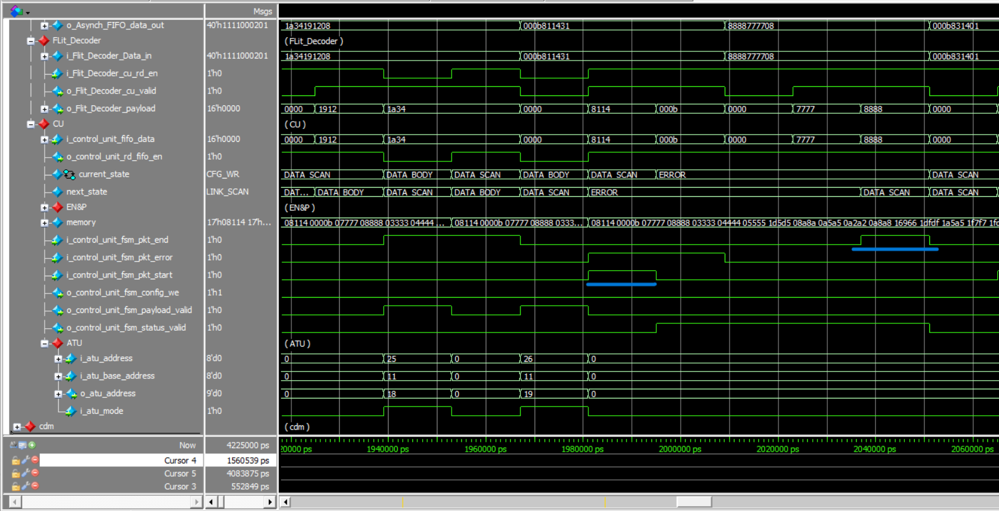 Msgs
o_Asynch_FIFO_data_out 40'h1111000201 1a34191208 000b811431 8888777708 000b831401
FLit_Decoder (FLit_Decoder)
i_Flit_Decoder_Data_in 40'h1111000201 1a34191208 000b811431 8888777708 000b831401
i_Flit_Decoder_cu_rd_en 1'h0
o_Flit_Decoder_cu_valid 1'h0
o_Flit_Decoder_payload 16'h0000 0000 1912 1a34 0000 8114 000b 0000 7777 8888 0000
CU (CU)
i_control_unit_fifo_data 16'h0000 0000 1912 1a34 0000 8114 000b 0000 7777 8888 0000
o_control_unit_rd_fifo_en 1'h0
current_state CFG_WR DATA_SCAN DATA_BODY DATA_SCAN DATA_BODY DATA_SCAN ERROR DATA_SCAN
next_state LINK_SCAN DAT... DATA_BODY DATA_SCAN DATA_BODY DATA_SCAN ERROR DATA_SCAN DATA_SCAN
EN&P (EN&P)
memory 17'h08114 17'h... 08114 0000b 07777 08888 03333 04444 ... 08114 0000b 07777 08888 0333... 08114 0000b 07777 08888 03333 04444 05555 1d5d5 08a8a 0a5a5 0a2a2 0a8a8 16966 1dfdf 1a5a5 1f7f7
i_control_unit_fsm_pkt_end 1'h0
i_control_unit_fsm_pkt_error 1'h0
i_control_unit_fsm_pkt_start 1'h0
o_control_unit_fsm_config_we 1'h1
o_control_unit_fsm_payload_valid 1'h0
o_control_unit_fsm_status_valid 1'h0
ATU (ATU)
i_atu_address 8'd0 0 25 0 26 0
i_atu_base_address 8'd0 0 11 0 11 0
o_atu_address 9'd0 0 18 0 19 0
i_atu_mode 1'h0
cdm (cdm)
Now 4225000 ps 20000 ps 1940000 ps 1960000 ps 1980000 ps 2000000 ps 2020000 ps 2040000 ps 2060000 ps
Cursor 4 1560539 ps
Cursor 5 4083875 ps
Cursor 3 552849 ps